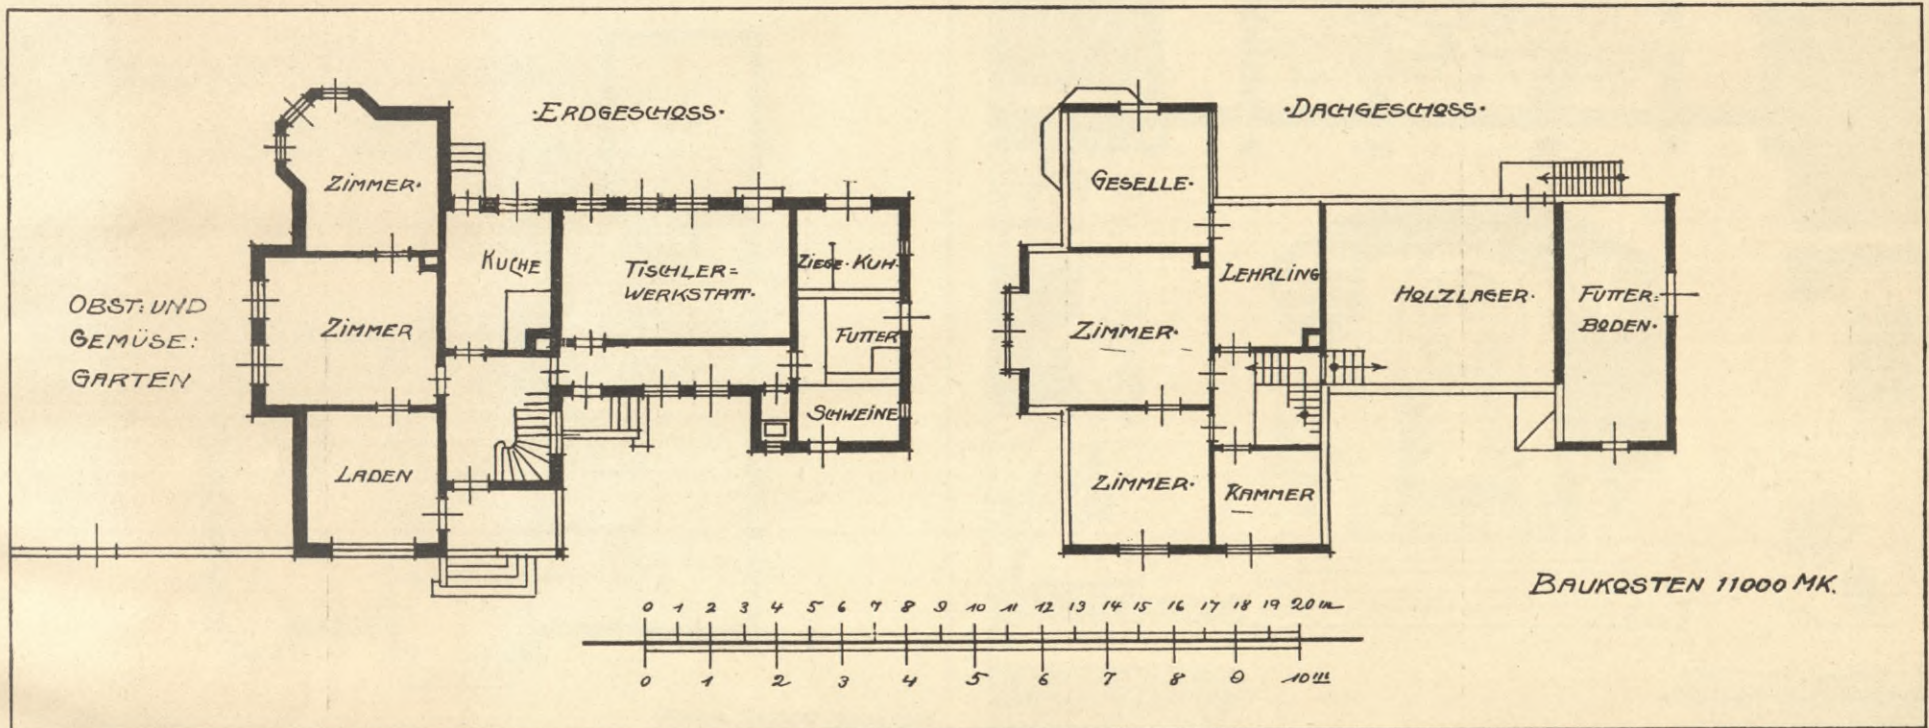 ·ERDGESCHOSS·
ZIMMER·
KUCHE
TISCHLER=
WERKSTATT·
ZIEGE·KUH·
OBST: UND
GEMÜSE:
GARTEN
ZIMMER
FUTTER
SCHWEINE
LADEN
·DACHGESCHOSS·
GESELLE·
LEHRLING
HOLZLAGER·
FUTTER=
BODEN·
ZIMMER·
ZIMMER·
KAMMER
BAUKOSTEN 11000 MK.
0 1 2 3 4 5 6 7 8 9 10 11 12 13 14 15 16 17 18 19 20 m
0 1 2 3 4 5 6 7 8 9 10 m